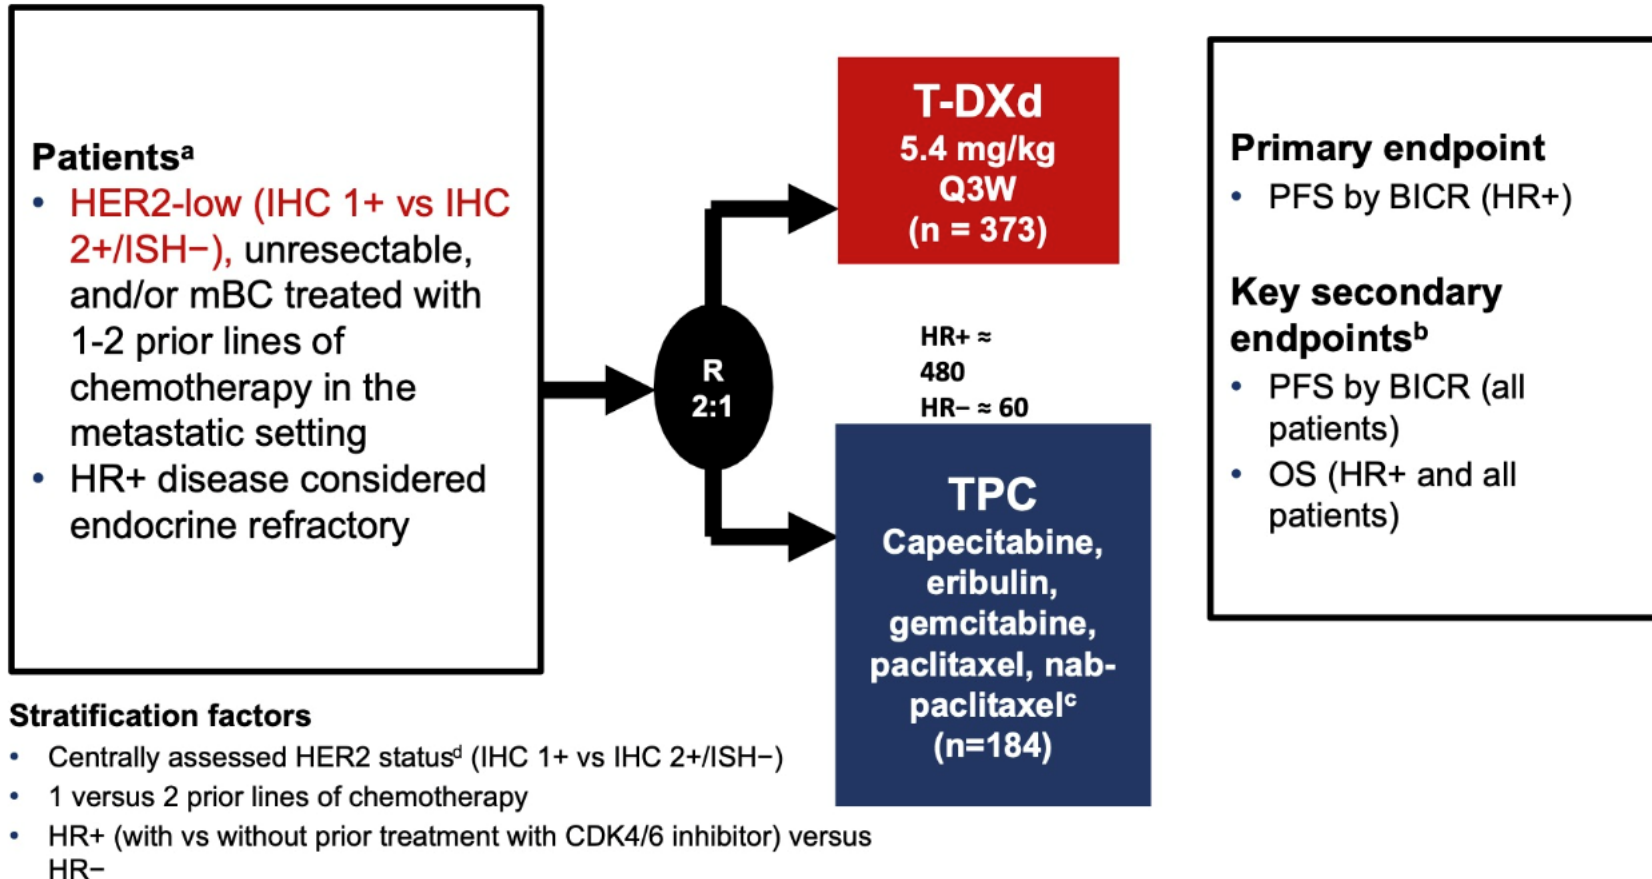 Patientsᵃ
• HER2-low (IHC 1+ vs IHC
2+/ISH−), unresectable,
and/or mBC treated with
1-2 prior lines of
chemotherapy in the
metastatic setting
• HR+ disease considered
endocrine refractory
R
2:1
T-DXd
5.4 mg/kg
Q3W
(n = 373)
HR+ ≈
480
HR− ≈ 60
TPC
Capecitabine,
eribulin,
gemcitabine,
paclitaxel, nab-
paclitaxelᶜ
(n=184)
Primary endpoint
• PFS by BICR (HR+)
Key secondary
endpointsᵇ
• PFS by BICR (all
patients)
• OS (HR+ and all
patients)
Stratification factors
• Centrally assessed HER2 statusᵈ (IHC 1+ vs IHC 2+/ISH−)
• 1 versus 2 prior lines of chemotherapy
• HR+ (with vs without prior treatment with CDK4/6 inhibitor) versus
HR−